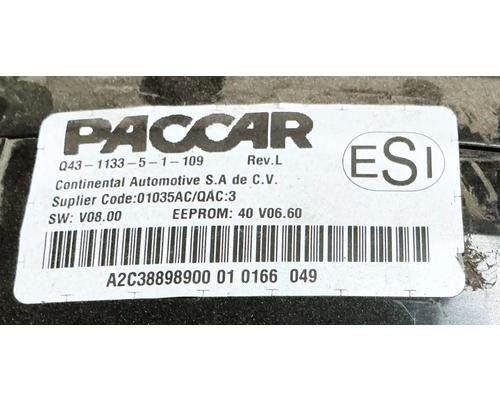 PACCAR
Q43-1133-5-1-109 Rev.L
Continental Automotive S.A de C.V.
Suplier Code:01035AC/QAC:3
SW: V08.00 EEPROM: 40 V06.60
ESI
A2C38898900 01 0166 049